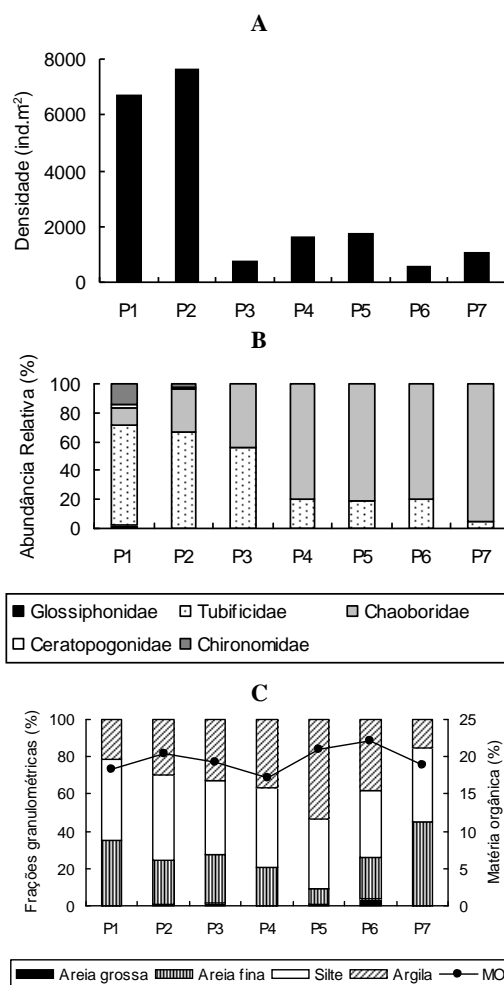 A
Densidade (ind.m²)
8000
6000
4000
2000
0
P1 P2 P3 P4 P5 P6 P7
B
Abundância Relativa (%)
100
80
60
40
20
0
P1 P2 P3 P4 P5 P6 P7
Glossiphonidae Tubificidae Chaoboridae
Ceratopogonidae Chironomidae
C
Frações granulométricas (%)
100
80
60
40
20
0
Matéria orgânica (%)
25
20
15
10
5
0
P1 P2 P3 P4 P5 P6 P7
Areia grossa Areia fina Silte Argila MO